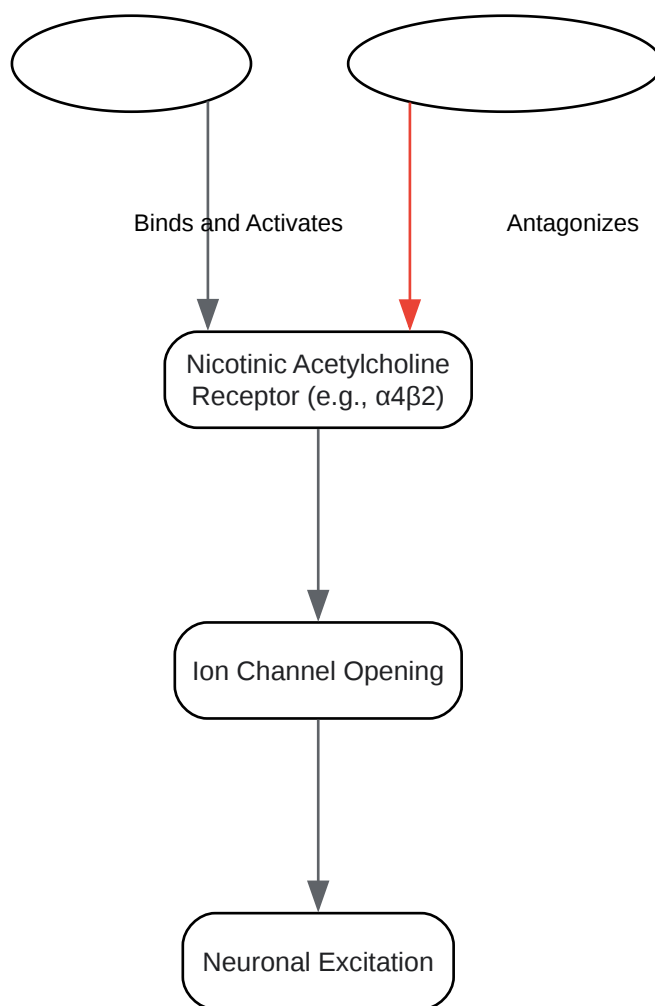 Binds and Activates
Antagonizes
Nicotinic Acetylcholine
Receptor (e.g., α4β2)
Ion Channel Opening
Neuronal Excitation